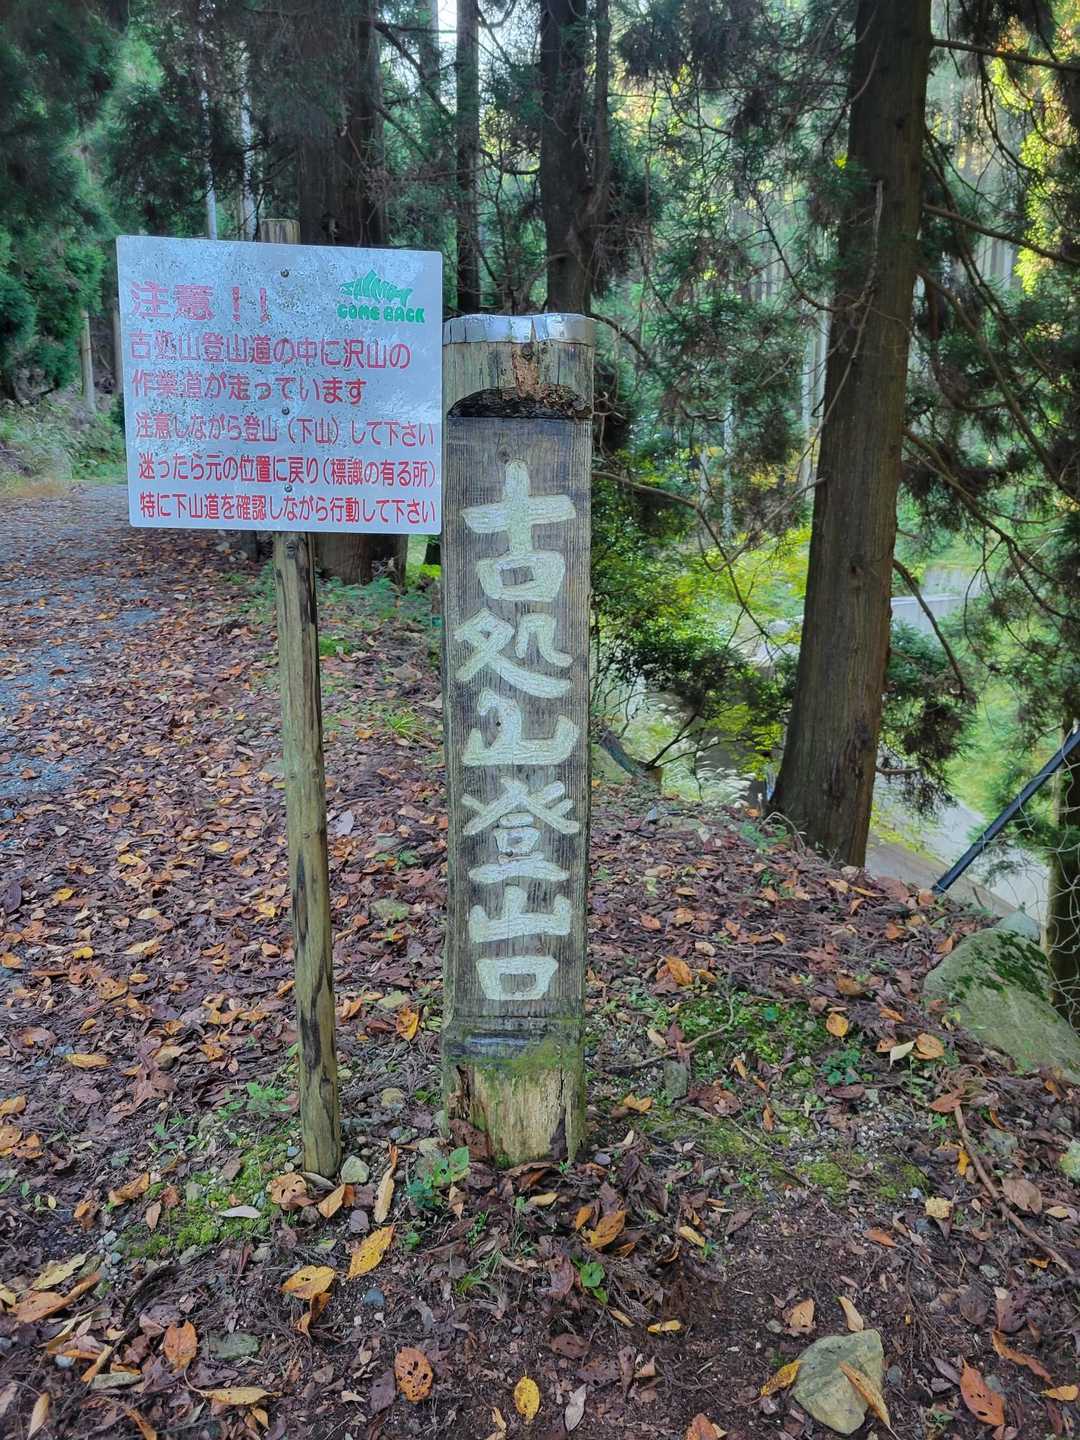 注意!!
COME BACK
古処山登山道の中に沢山の
作業道が走っています
注意しながら登山(下山)して下さい
迷ったら元の位置に戻り(標識の有る所)
特に下山道を確認しながら行動して下さい
古処山登山口